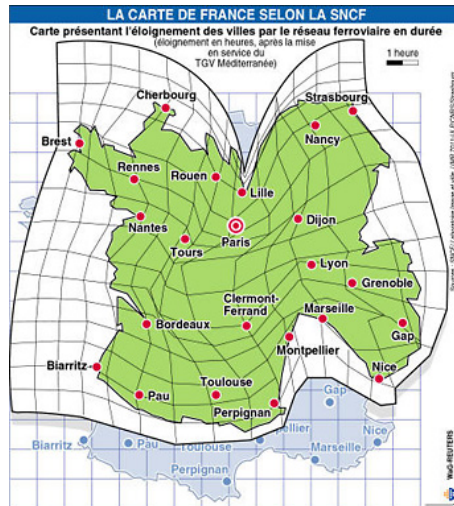 LA CARTE DE FRANCE SELON LA SNCF
Carte présentant l'éloignement des villes par le réseau ferroviaire en durée
(éloignement en heures, après la mise
en service du
TGV Méditerranée)
1 heure
Cherbourg
Strasbourg
Brest
Nancy
Rennes
Rouen
Lille
Nantes
Dijon
Tours
Paris
Lyon
Grenoble
Clermont-
Ferrand
Marseille
Bordeaux
Gap
Montpellier
Biarritz
Nice
Pau
Toulouse
Perpignan
Gap
Biarritz
Pau
Toulouse
pellier
Nice
Marseille
Perpignan